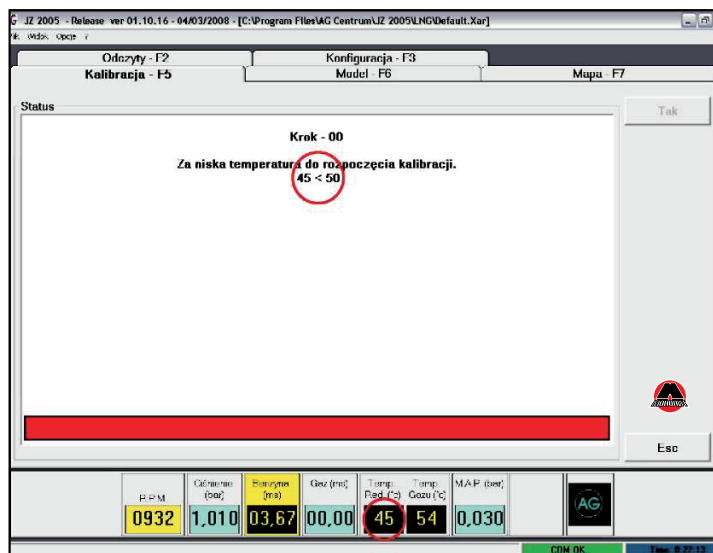 JZ 2005 - Release ver 01.10.16 - 04/03/2008 - [C:\Program Files\AG Centrum\JZ 2005\LNG\Default.Xar]
Widok Opcje ?
Odczyty - F2
Konfiguracja - F3
Kalibracja - F5
Model - F6
Mapa - F7
Status
Tak
Krok - 00
Za niska temperatura do rozpoczęcia kalibracji.
45 < 50
Esc
R.P.M
0932
Ciśnienie
(bar)
1,010
Benzyna
(ms)
03,67
Gaz (ms)
00,00
Temp.
Red. (°c)
45
Temp.
Gazu (°c)
54
M.A.P. (bar)
0,030
AG
COM OK